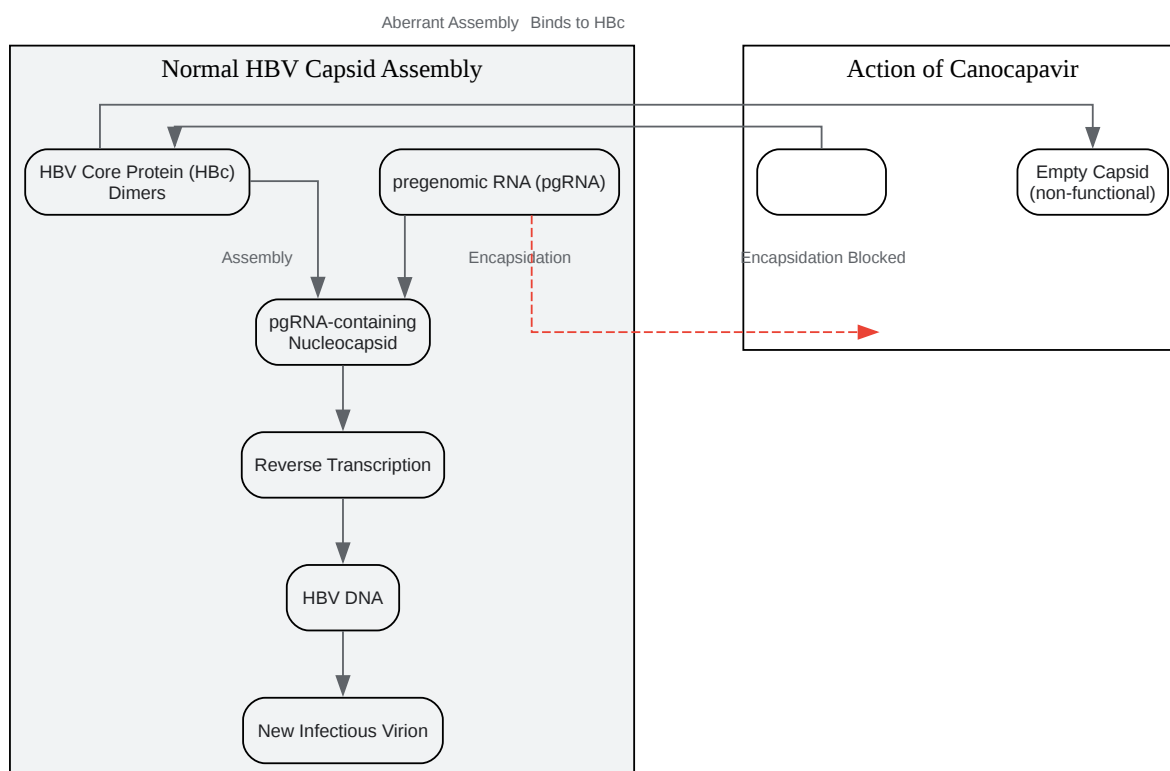 Aberrant Assembly Binds to HBc
Normal HBV Capsid Assembly
Action of Canocapavir
HBV Core Protein (HBc)
Dimers
pregenomic RNA (pgRNA)
Empty Capsid
(non-functional)
Assembly
Encapsidation
Encapsidation Blocked
pgRNA-containing
Nucleocapsid
Reverse Transcription
HBV DNA
New Infectious Virion